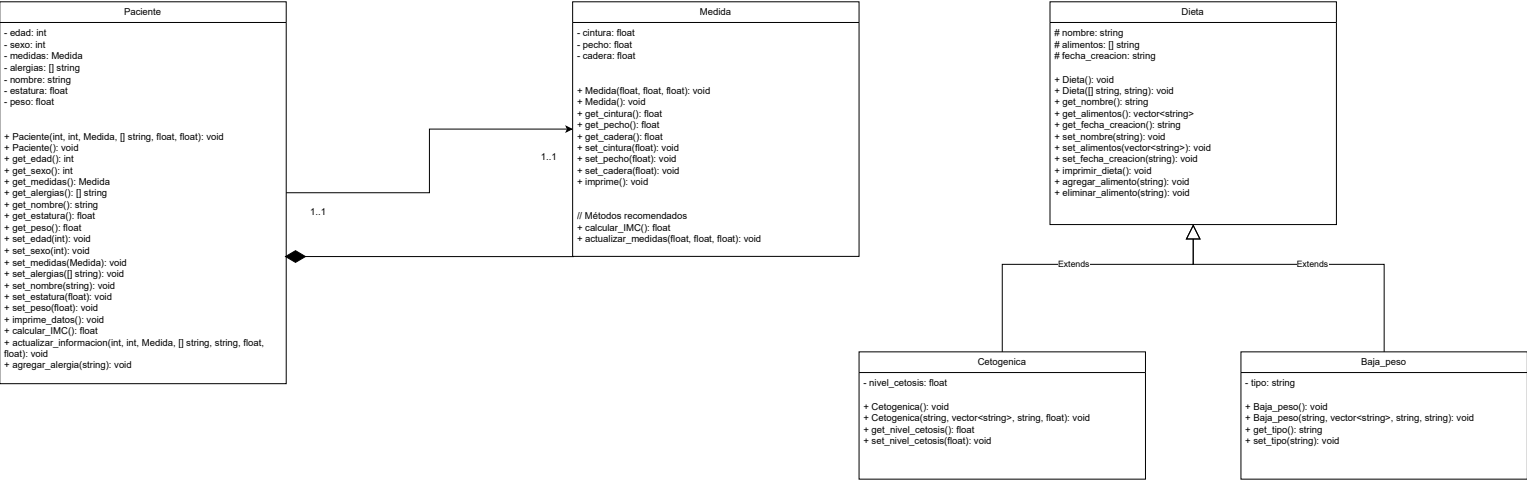 Paciente
- edad: int
- sexo: int
- medidas: Medida
- alergias: [] string
- nombre: string
- estatura: float
- peso: float
+ Paciente(int, int, Medida, [] string, float, float): void
+ Paciente(): void
+ get_edad(): int
+ get_sexo(): int
+ get_medidas(): Medida
+ get_alergias(): [] string
+ get_nombre(): string
+ get_estatura(): float
+ get_peso(): float
+ set_edad(int): void
+ set_sexo(int): void
+ set_medidas(Medida): void
+ set_alergias([] string): void
+ set_nombre(string): void
+ set_estatura(float): void
+ set_peso(float): void
+ imprime_datos(): void
+ calcular_IMC(): float
+ actualizar_informacion(int, int, Medida, [] string, string, float,
float): void
+ agregar_alergia(string): void
1..1
1..1
Medida
- cintura: float
- pecho: float
- cadera: float
+ Medida(float, float, float): void
+ Medida(): void
+ get_cintura(): float
+ get_pecho(): float
+ get_cadera(): float
+ set_cintura(float): void
+ set_pecho(float): void
+ set_cadera(float): void
+ imprime(): void
// Métodos recomendados
+ calcular_IMC(): float
+ actualizar_medidas(float, float, float): void
Dieta
# nombre: string
# alimentos: [] string
# fecha_creacion: string
+ Dieta(): void
+ Dieta([] string, string): void
+ get_nombre(): string
+ get_alimentos(): vector<string>
+ get_fecha_creacion(): string
+ set_nombre(string): void
+ set_alimentos(vector<string>): void
+ set_fecha_creacion(string): void
+ imprimir_dieta(): void
+ agregar_alimento(string): void
+ eliminar_alimento(string): void
Extends
Extends
Cetogenica
- nivel_cetosis: float
+ Cetogenica(): void
+ Cetogenica(string, vector<string>, string, float): void
+ get_nivel_cetosis(): float
+ set_nivel_cetosis(float): void
Baja_peso
- tipo: string
+ Baja_peso(): void
+ Baja_peso(string, vector<string>, string, string): void
+ get_tipo(): string
+ set_tipo(string): void